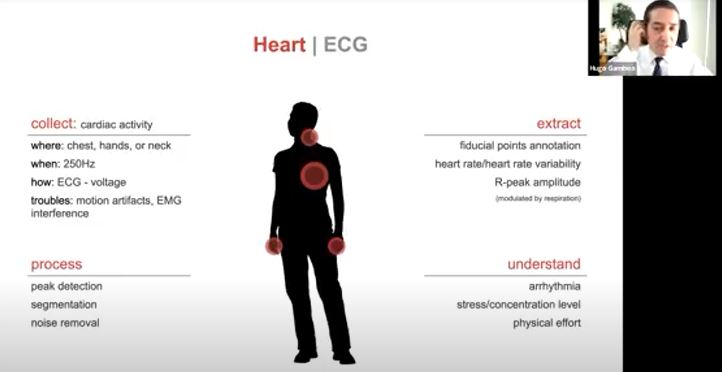 Heart | ECG
Hugo Gamboa
collect: cardiac activity
where: chest, hands, or neck
when: 250Hz
how: ECG - voltage
troubles: motion artifacts, EMG
interference
process
peak detection
segmentation
noise removal
extract
fiducial points annotation
heart rate/heart rate variability
R-peak amplitude
(modulated by respiration)
understand
arrhythmia
stress/concentration level
physical effort